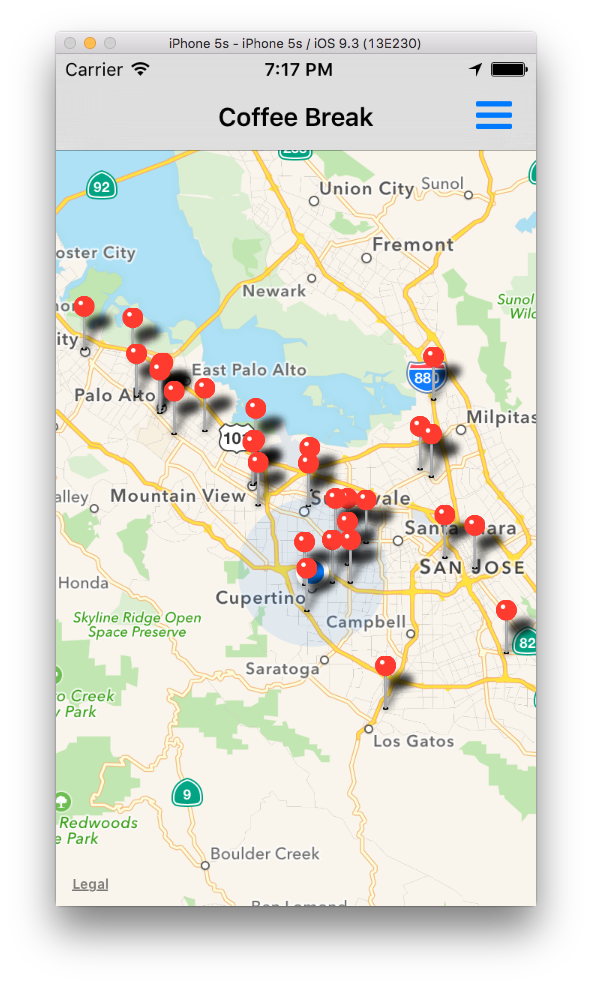 iPhone 5s - iPhone 5s / iOS 9.3 (13E230)
Carrier 7:17 PM
Coffee Break
92
Union City
Sunol
Fremont
oster City
Newark
Sunol
Wild
ity
East Palo Alto
880
Palo Alto
Milpitas
101
Mountain View
alley
Sunnyvale
Santa Clara
SAN JOSE
Honda
Cupertino
Skyline Ridge Open
Space Preserve
Campbell
82
Saratoga
o Creek
y Park
Los Gatos
9
Redwoods
e Park
Boulder Creek
Legal
Ben Lomond